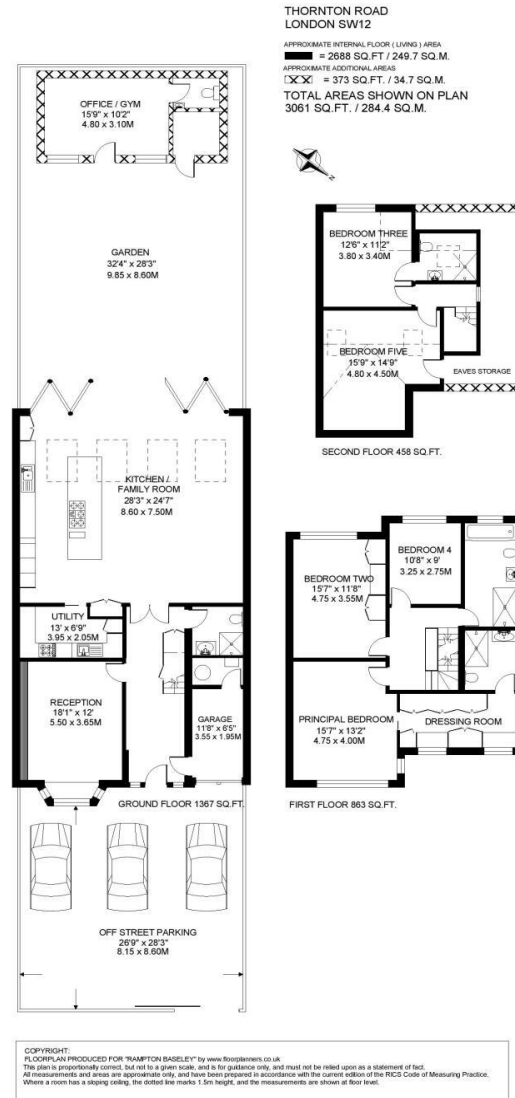 THORNTON ROAD
LONDON SW12
APPROXIMATE INTERNAL FLOOR ( LIVING ) AREA
= 2688 SQ.FT / 249.7 SQ.M.
APPROXIMATE ADDITIONAL AREAS
= 373 SQ.FT. / 34.7 SQ.M.
TOTAL AREAS SHOWN ON PLAN
3061 SQ.FT. / 284.4 SQ.M.
N
OFFICE / GYM
15'9" x 10'2"
4.80 x 3.10M
GARDEN
32'4" x 28'3"
9.85 x 8.60M
KITCHEN /
FAMILY ROOM
28'3" x 24'7"
8.60 x 7.50M
UTILITY
13' x 6'9"
3.95 x 2.05M
RECEPTION
18'1" x 12'
5.50 x 3.65M
GARAGE
11'8" x 6'5"
3.55 x 1.95M
GROUND FLOOR 1367 SQ.FT.
OFF STREET PARKING
26'9" x 28'3"
8.15 x 8.60M
BEDROOM THREE
12'6" x 11'2"
3.80 x 3.40M
BEDROOM FIVE
15'9" x 14'9"
4.80 x 4.50M
EAVES STORAGE
SECOND FLOOR 458 SQ.FT.
BEDROOM TWO
15'7" x 11'8"
4.75 x 3.55M
BEDROOM 4
10'8" x 9'
3.25 x 2.75M
PRINCIPAL BEDROOM
15'7" x 13'2"
4.75 x 4.00M
DRESSING ROOM
FIRST FLOOR 863 SQ.FT.
COPYRIGHT:
FLOORPLAN PRODUCED FOR "RAMPTON BASELEY" by www.floorplanners.co.uk
This plan is proportionally correct, but not to a given scale, and is for guidance only, and must not be relied upon as a statement of fact.
All measurements and areas are approximate only, and have been prepared in accordance with the current edition of the RICS Code of Measuring Practice.
Where a room has a sloping ceiling, the dotted line marks 1.5m height, and the measurements are shown at floor level.